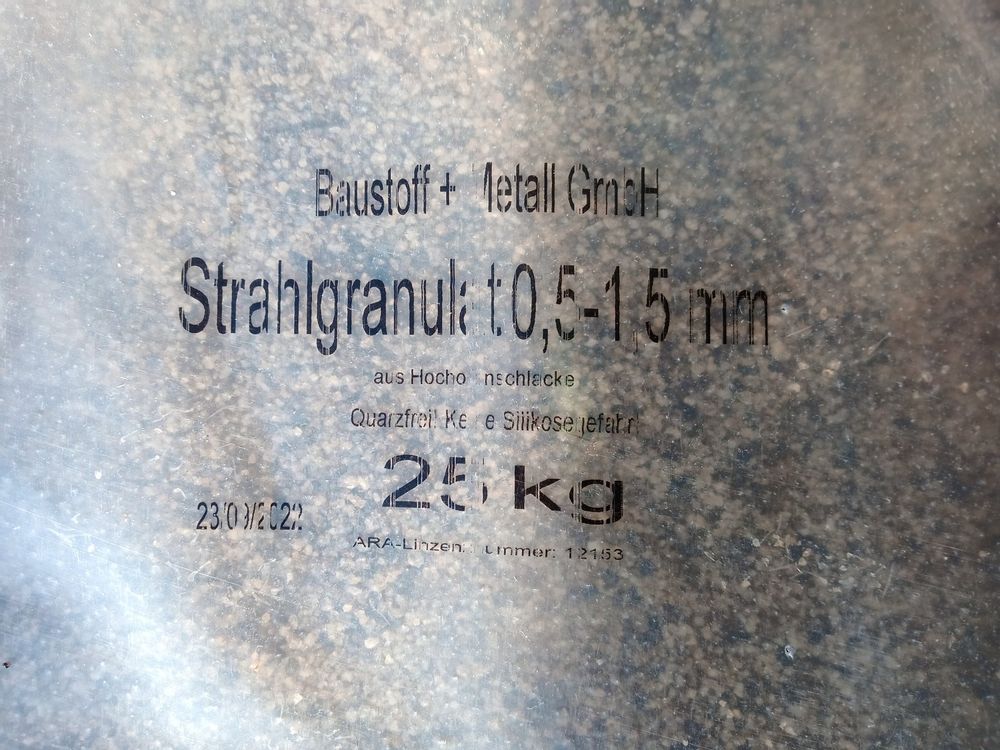 Baustoff + Metall GmbH
Strahlgranulat 0,5-1,5 mm
aus Hochofenschlacke
Quarzfrei! Keine Silikosegefahr!
25 kg
23/09/2022
ARA-Linzenznummer: 12153